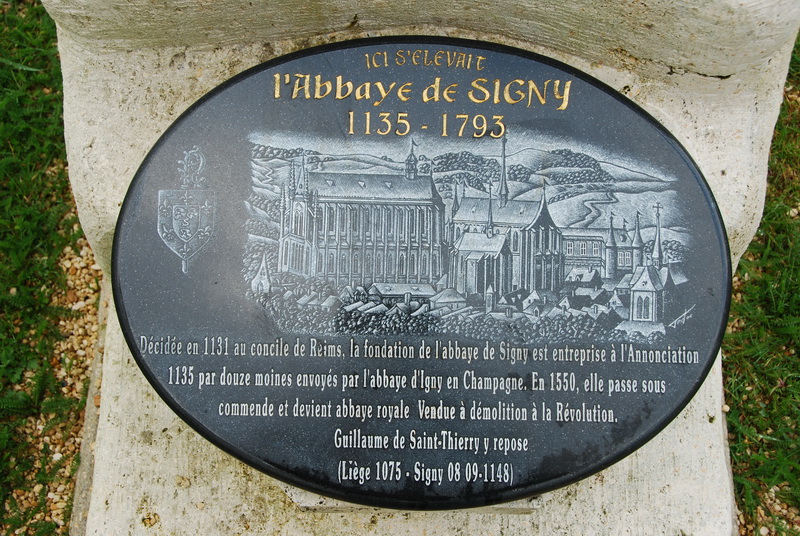 ICI S'ELEVAIT
l'Abbaye de SIGNY
1135 - 1793
Décidée en 1131 au concile de Reims, la fondation de l'abbaye de Signy est entreprise à l'Annonciation
1135 par douze moines envoyés par l'abbaye d'Igny en Champagne. En 1550, elle passe sous
commende et devient abbaye royale Vendue à démolition à la Révolution.
Guillaume de Saint-Thierry y repose
(Liège 1075 - Signy 08 09-1148)